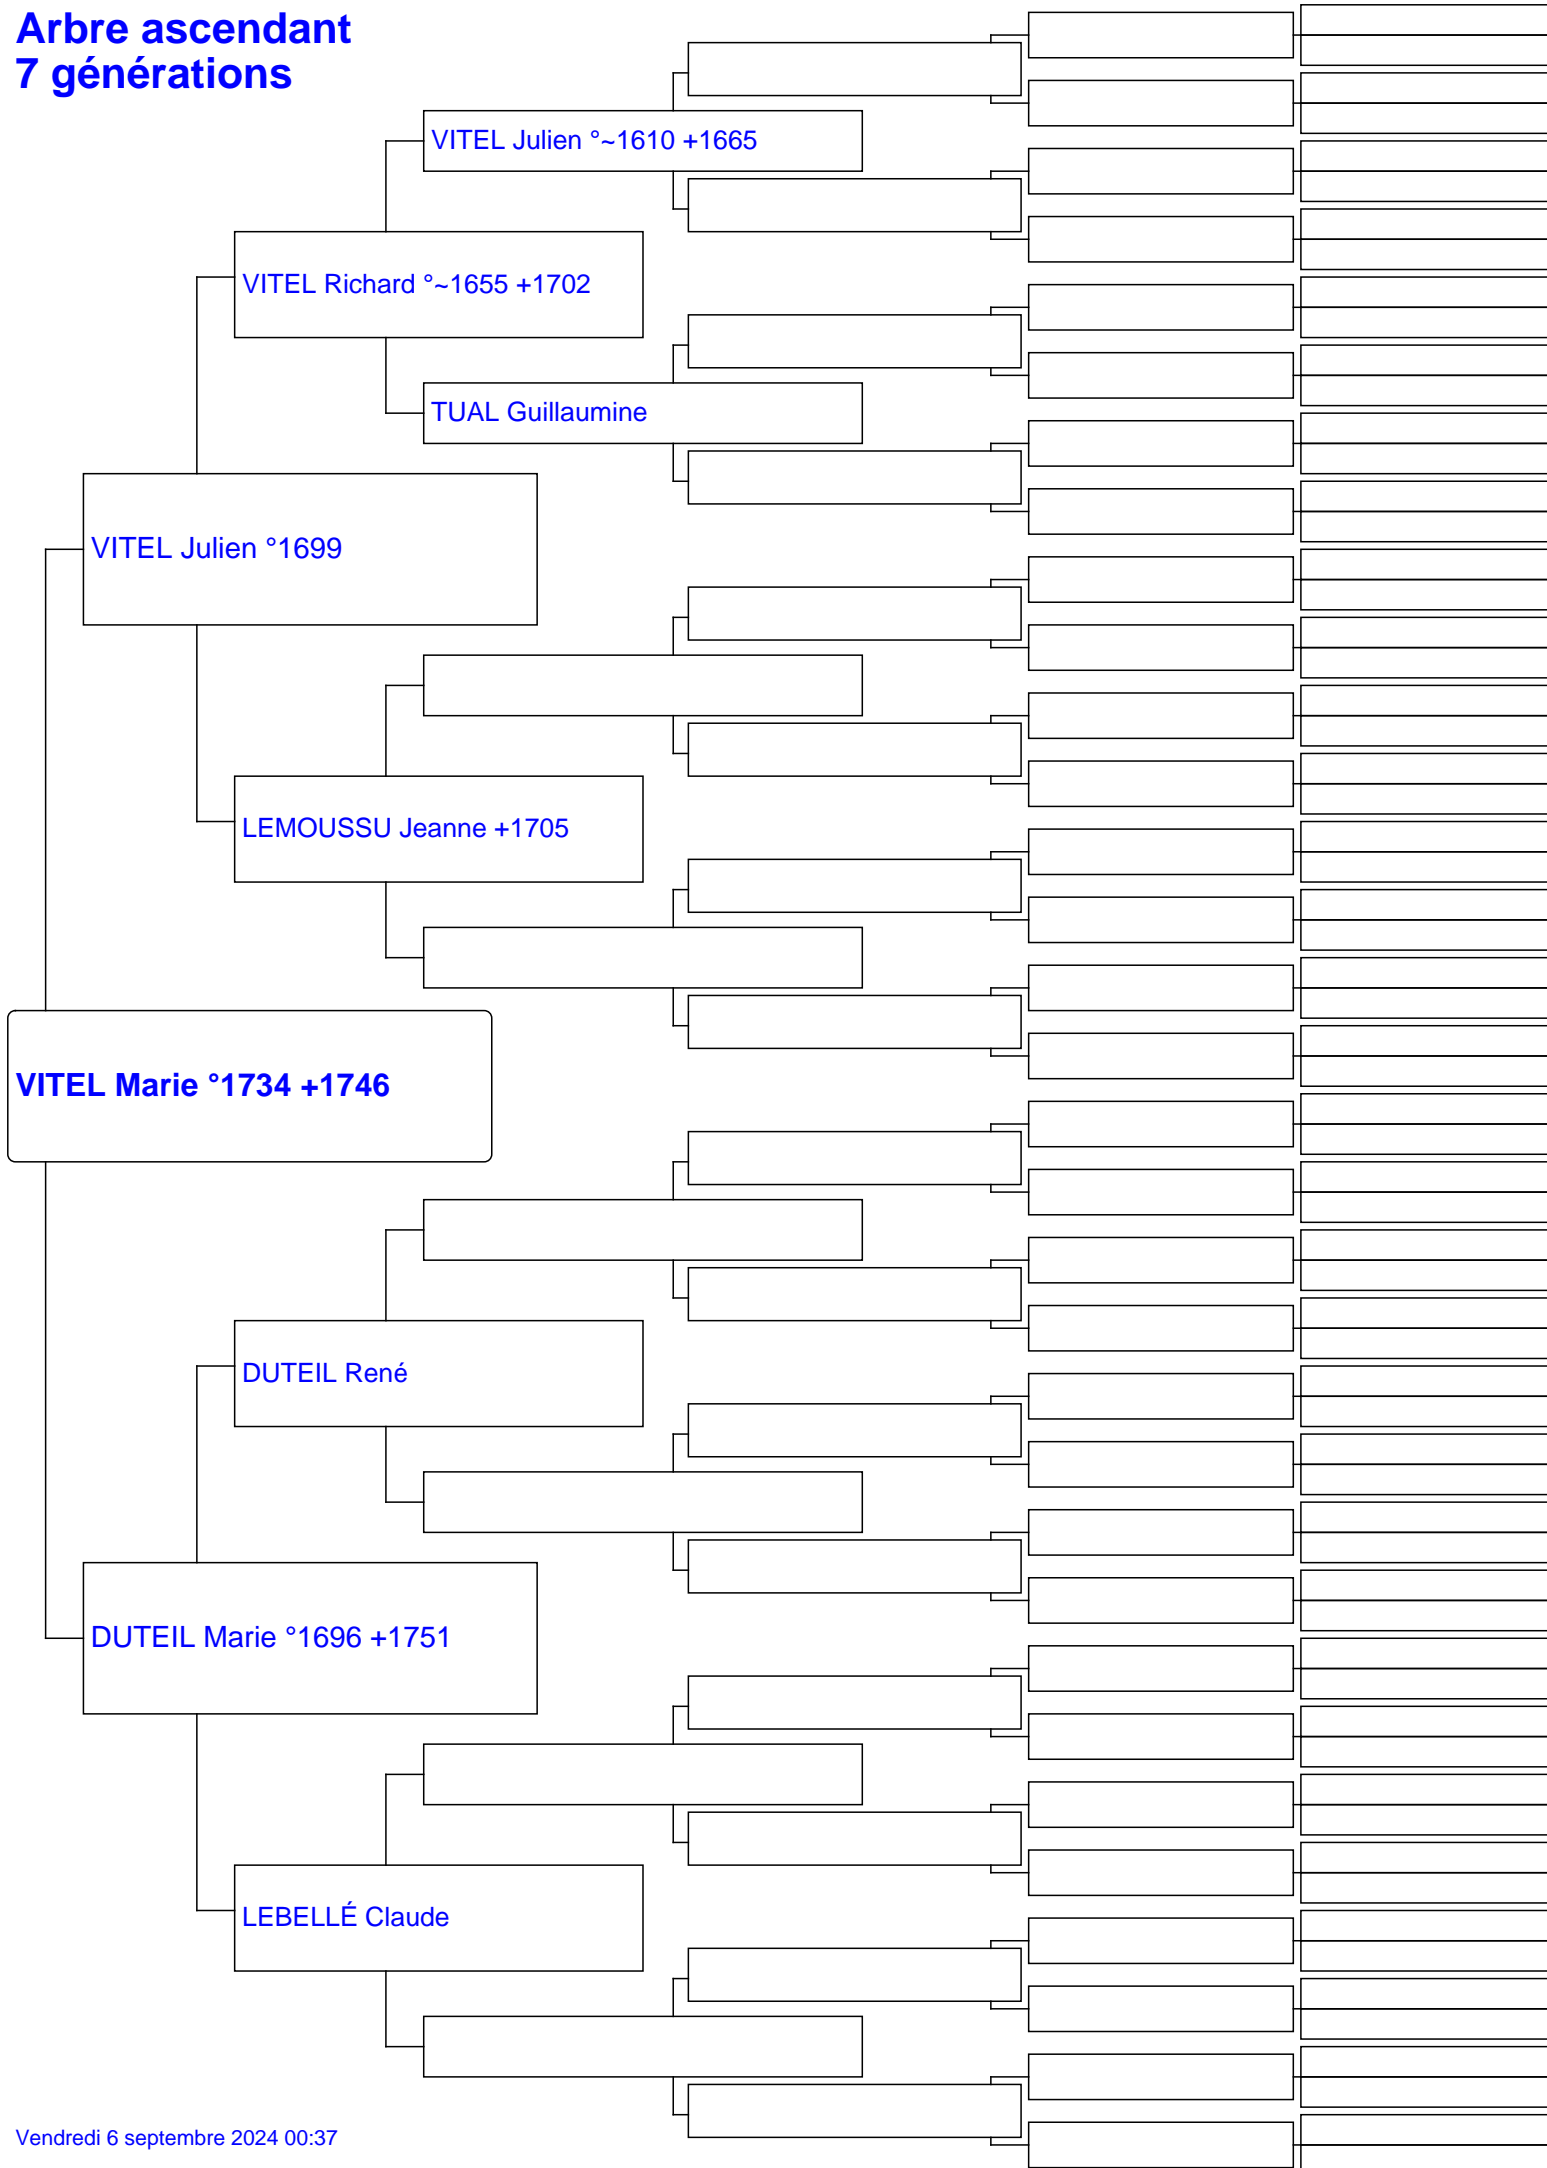 Arbre ascendant
7 générations
VITEL Julien °~1610 +1665
VITEL Richard °~1655 +1702
TUAL Guillaumine
VITEL Julien °1699
LEMOUSSU Jeanne +1705
VITEL Marie °1734 +1746
DUTEIL René
DUTEIL Marie °1696 +1751
LEBELLÉ Claude
Vendredi 6 septembre 2024 00:37